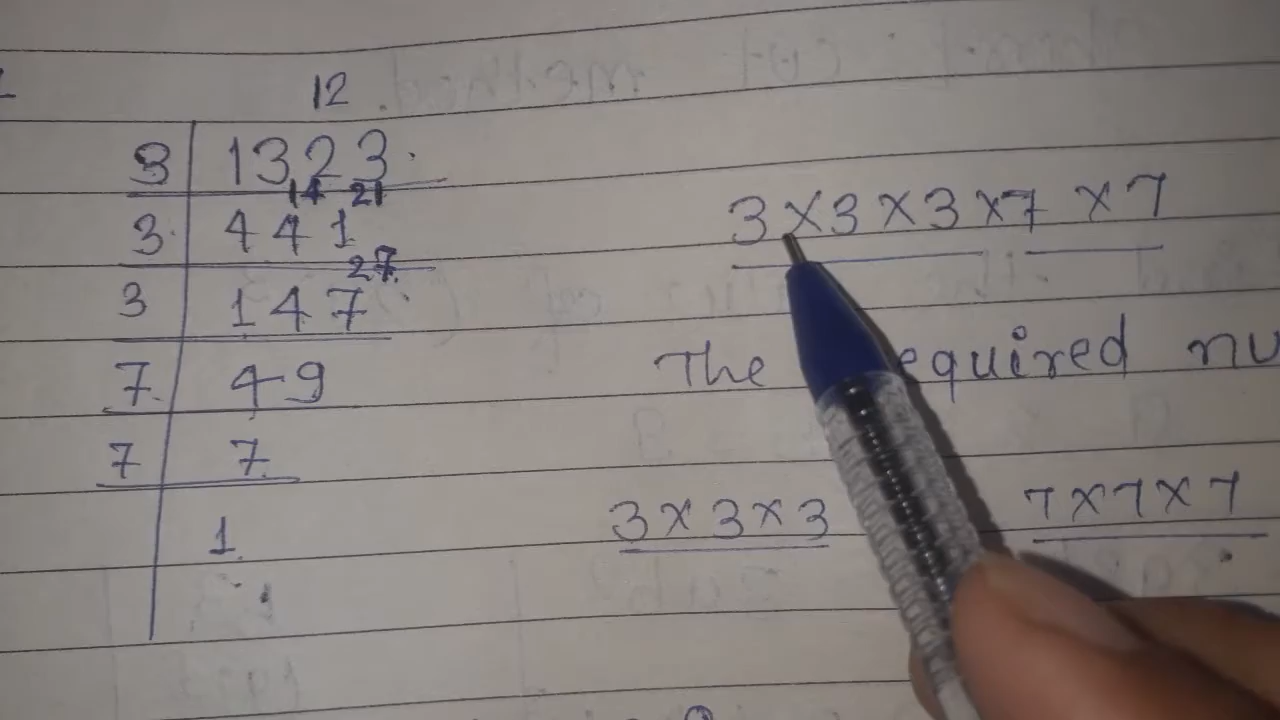 12
3 | 1323
14 21
3 | 441
27
3 | 147
7 | 49
7 | 7
1
3 × 3 × 3 × 7 × 7
The required nu
3 × 3 × 3 7 × 7 × 7